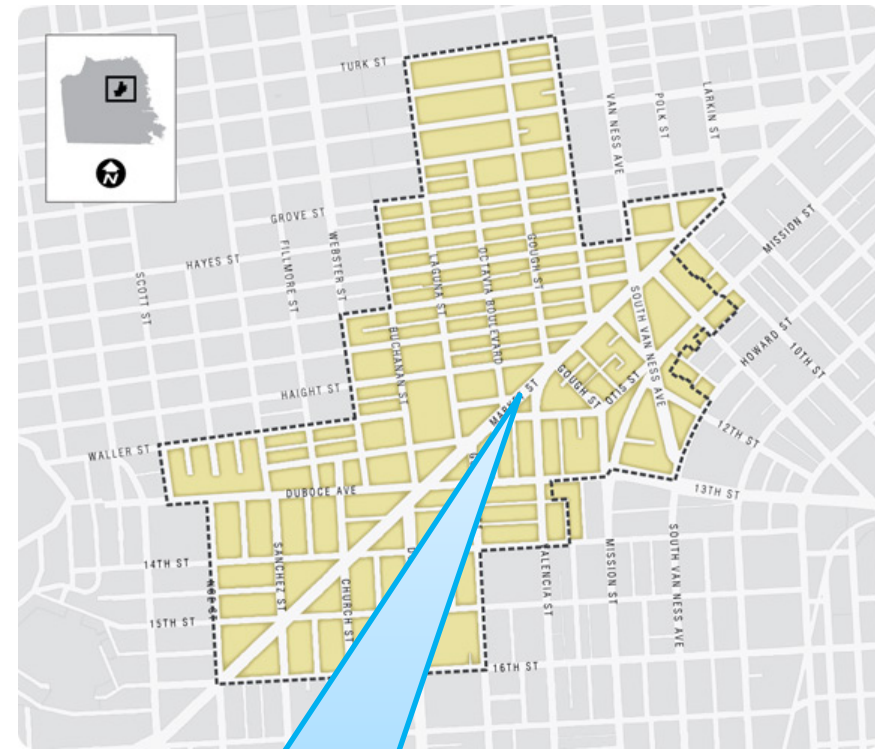 TURK ST
VAN NESS AVE
POLK ST
LARKIN ST
N
GROVE ST
MISSION ST
HAYES ST
SCOTT ST
FILLMORE ST
WEBSTER ST
LAGUNA ST
OCTAVIA BOULEVARD
GOUGH ST
SOUTH VAN NESS AVE
BUCHANAN ST
HOWARD ST
10TH ST
HAIGHT ST
GOUGH ST
OTIS ST
MARKET ST
12TH ST
WALLER ST
DUBOCE AVE
13TH ST
14TH ST
SANCHEZ ST
CHURCH ST
VALENCIA ST
MISSION ST
SOUTH VAN NESS AVE
15TH ST
16TH ST